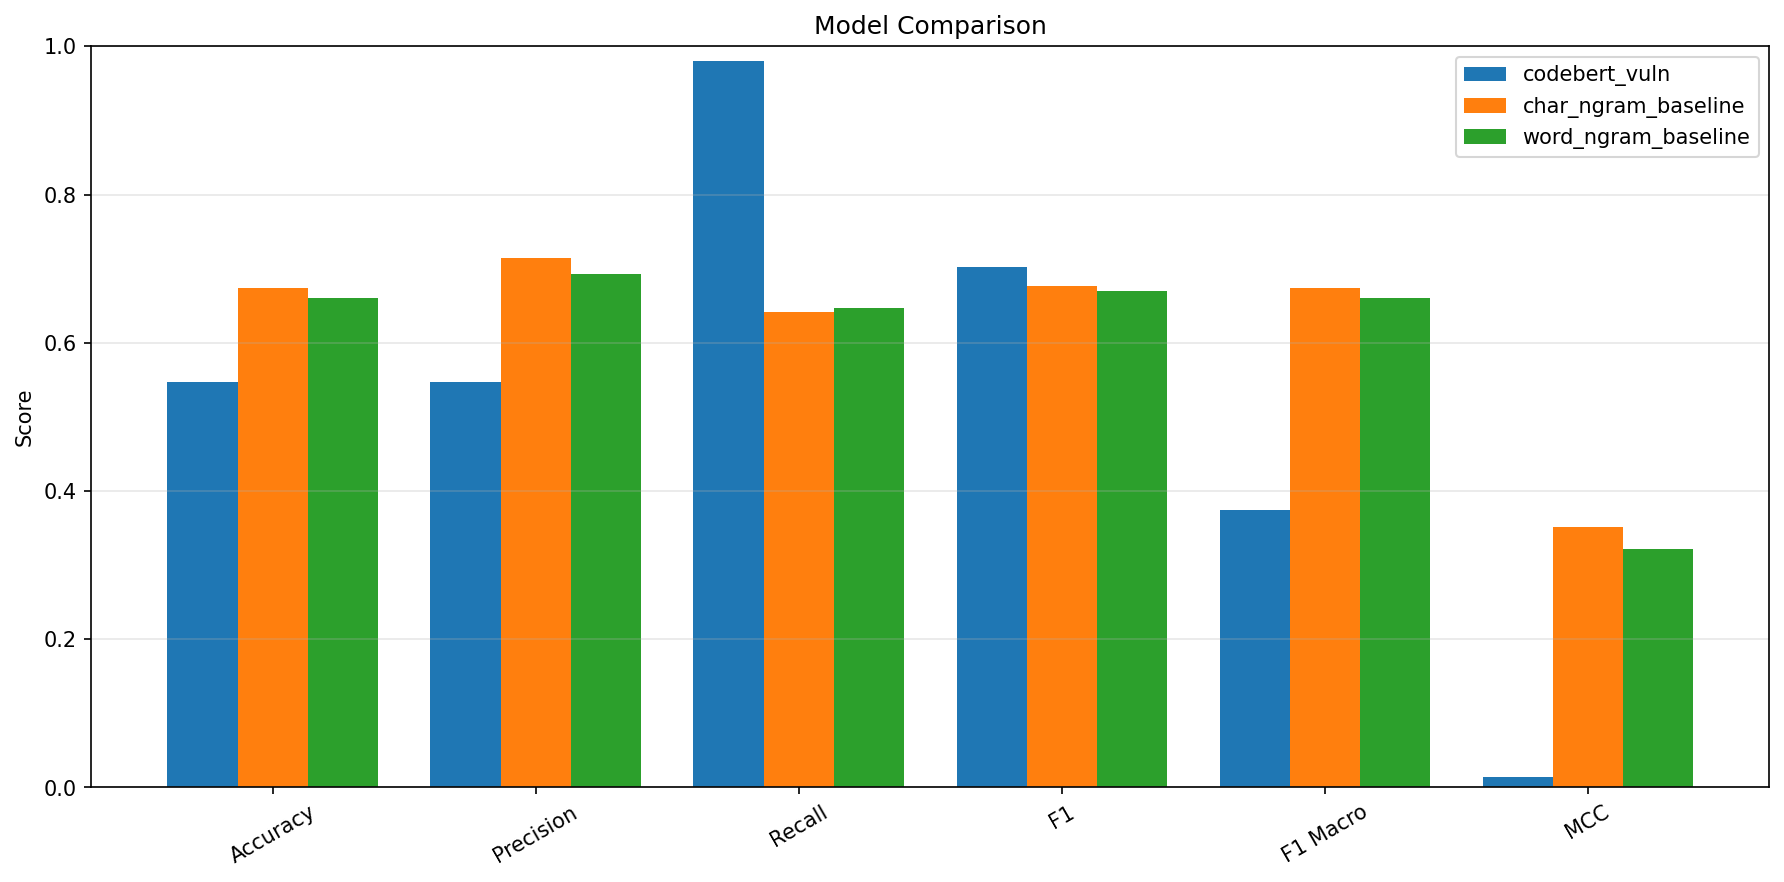 Model Comparison
codebert_vuln
char_ngram_baseline
word_ngram_baseline
Score
1.0
0.8
0.6
0.4
0.2
0.0
Accuracy
Precision
Recall
F1
F1 Macro
MCC